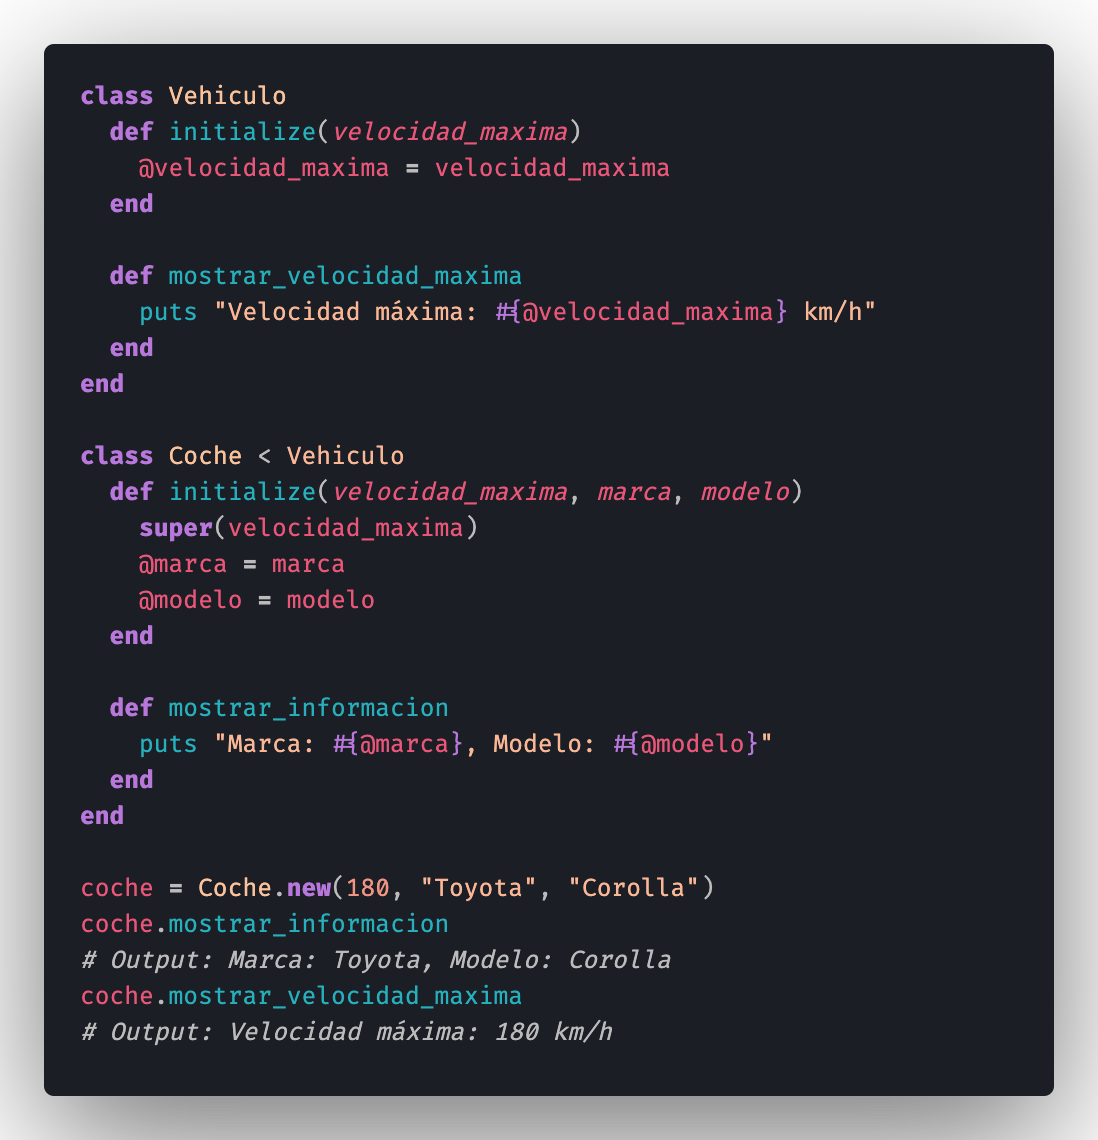 class Vehiculo
  def initialize(velocidad_maxima)
    @velocidad_maxima = velocidad_maxima
  end

  def mostrar_velocidad_maxima
    puts "Velocidad máxima: #{@velocidad_maxima} km/h"
  end
end

class Coche < Vehiculo
  def initialize(velocidad_maxima, marca, modelo)
    super(velocidad_maxima)
    @marca = marca
    @modelo = modelo
  end

  def mostrar_informacion
    puts "Marca: #{@marca}, Modelo: #{@modelo}"
  end
end

coche = Coche.new(180, "Toyota", "Corolla")
coche.mostrar_informacion
# Output: Marca: Toyota, Modelo: Corolla
coche.mostrar_velocidad_maxima
# Output: Velocidad máxima: 180 km/h